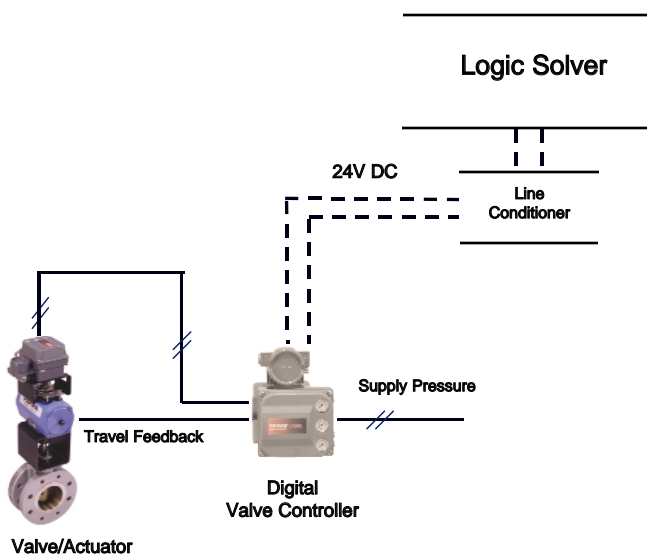 Logic Solver
24V DC
Line
Conditioner
Supply Pressure
Travel Feedback
Digital
Valve Controller
Valve/Actuator